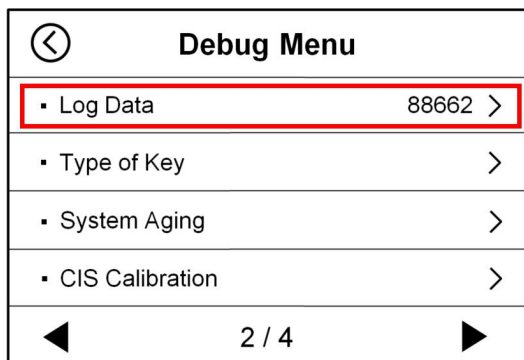 Debug Menu
▪ Log Data 88662
▪ Type of Key
▪ System Aging
▪ CIS Calibration
2 / 4